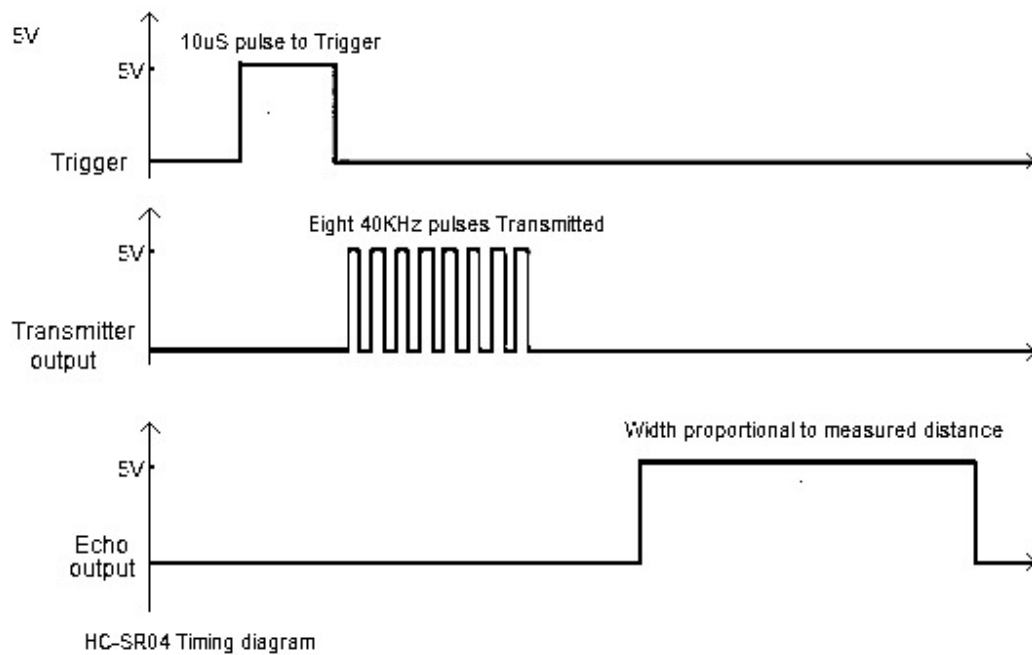 5V
10uS pulse to Trigger
5V
Trigger
Eight 40KHz pulses Transmitted
5V
Transmitter
output
Width proportional to measured distance
5V
Echo
output
HC-SR04 Timing diagram